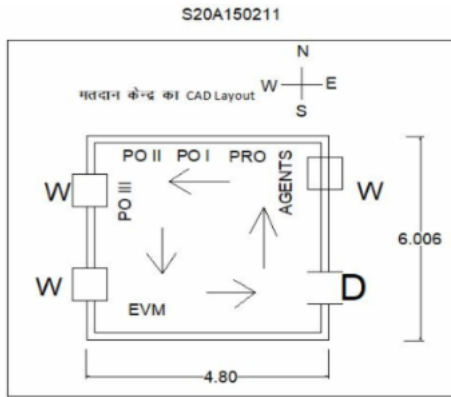 S20A150211
N
W E
S
मतदान केन्द्र का CAD Layout
PO II PO I PRO
W
PO III
AGENTS
W
6.006
W
D
EVM
4.80